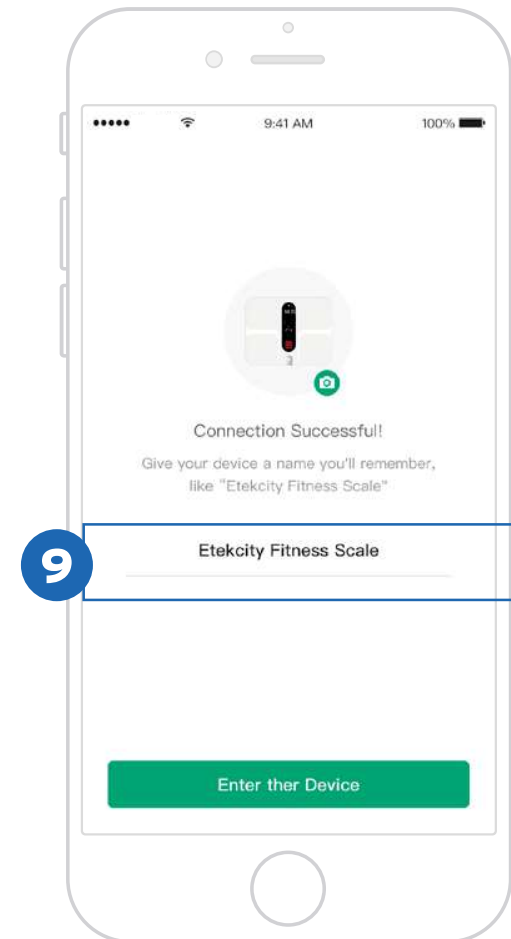 9:41 AM 100%
Connection Successful!
Give your device a name you'll remember,
like "Etekcity Fitness Scale"
9 Etekcity Fitness Scale
Enter ther Device